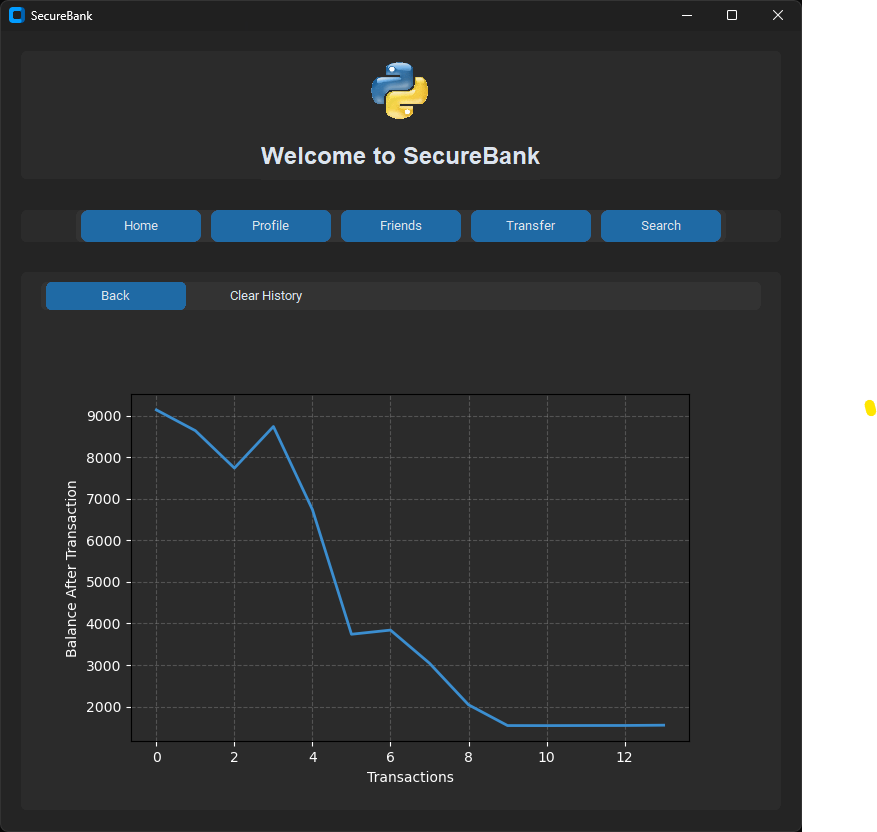 SecureBank
Welcome to SecureBank
Home Profile Friends Transfer Search
Back Clear History
9000
8000
7000
6000
5000
4000
3000
2000
Balance After Transaction
0 2 4 6 8 10 12
Transactions